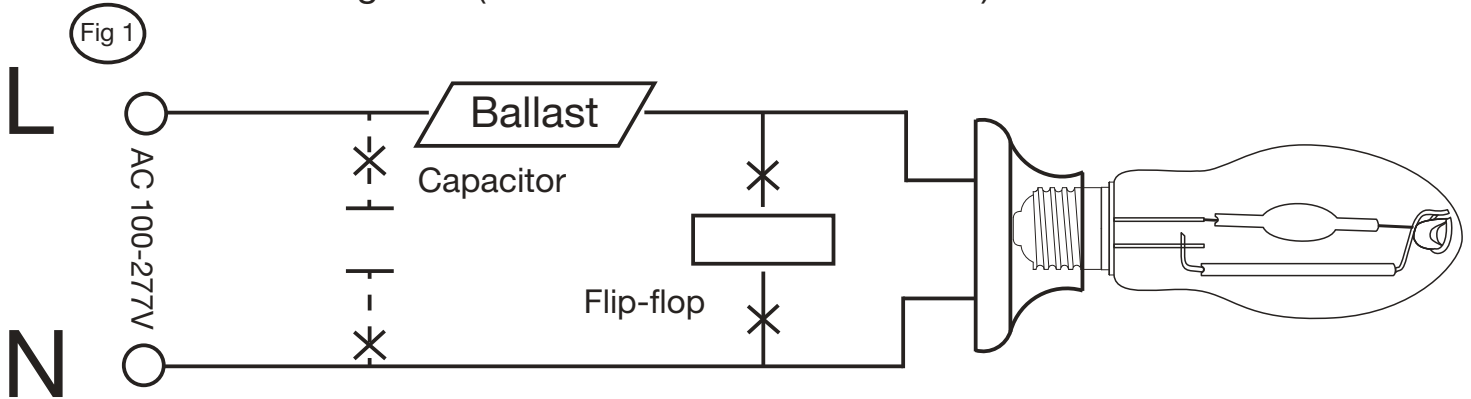 Fig 1
L
Ballast
Capacitor
AC 100-277V
Flip-flop
N